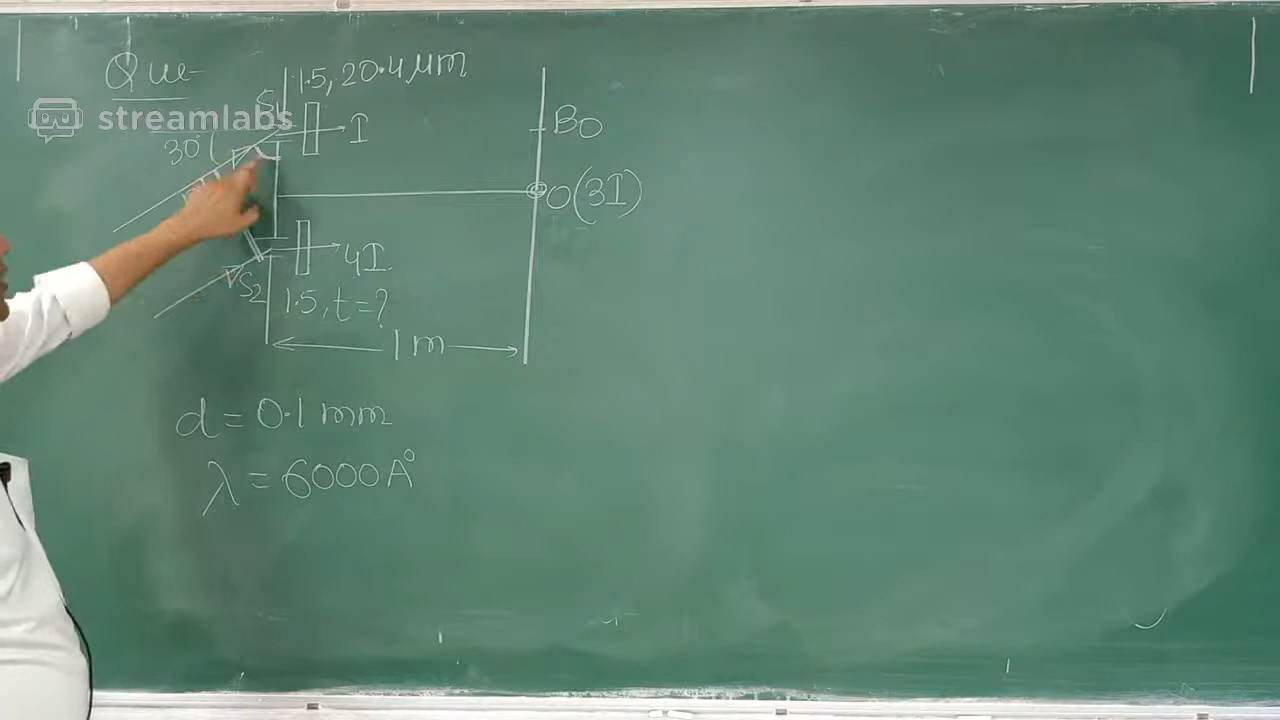 Que-
1.5, 20.4 μm
S1
streamlabs
30°
I
B0
O(3I)
4I
S2
1.5, t=?
1m
d = 0.1 mm
λ = 6000 A°